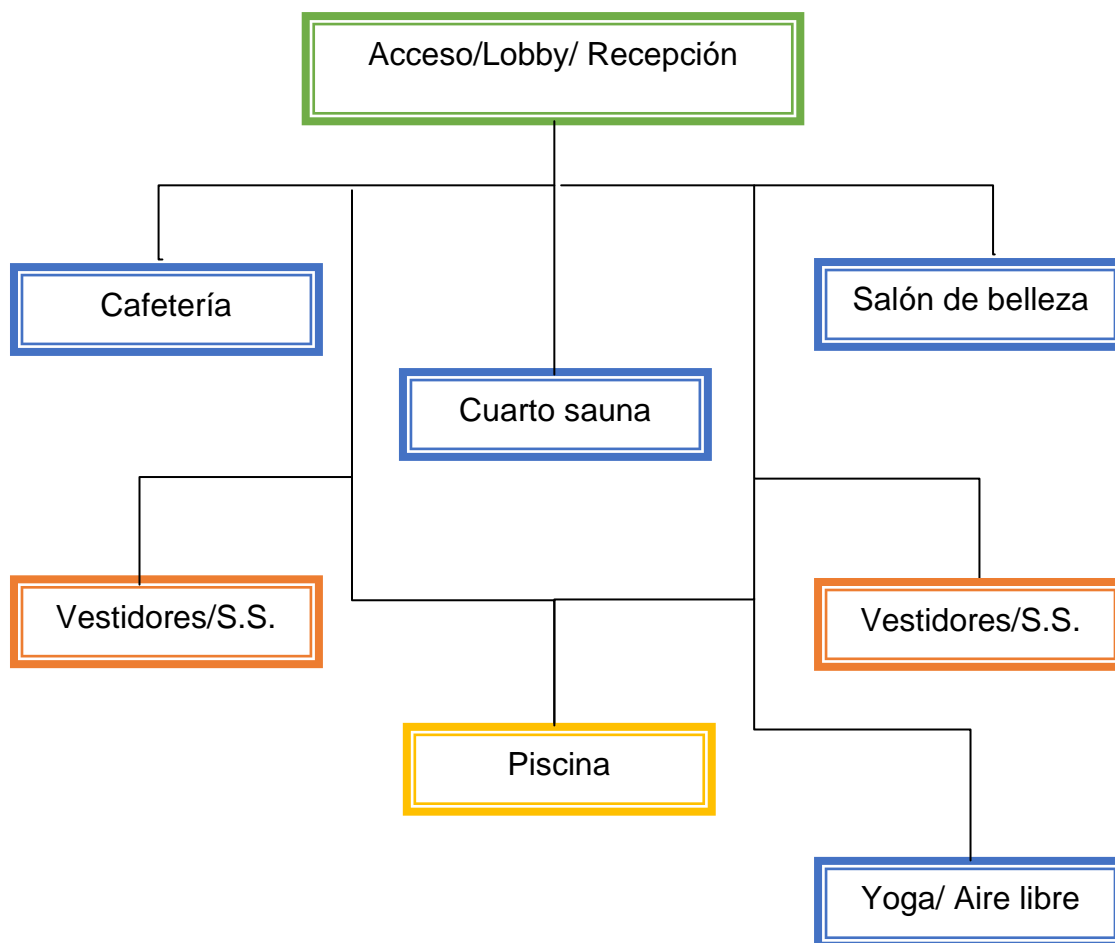 Acceso/Lobby/ Recepción
Cafetería
Salón de belleza
Cuarto sauna
Vestidores/S.S.
Vestidores/S.S.
Piscina
Yoga/ Aire libre